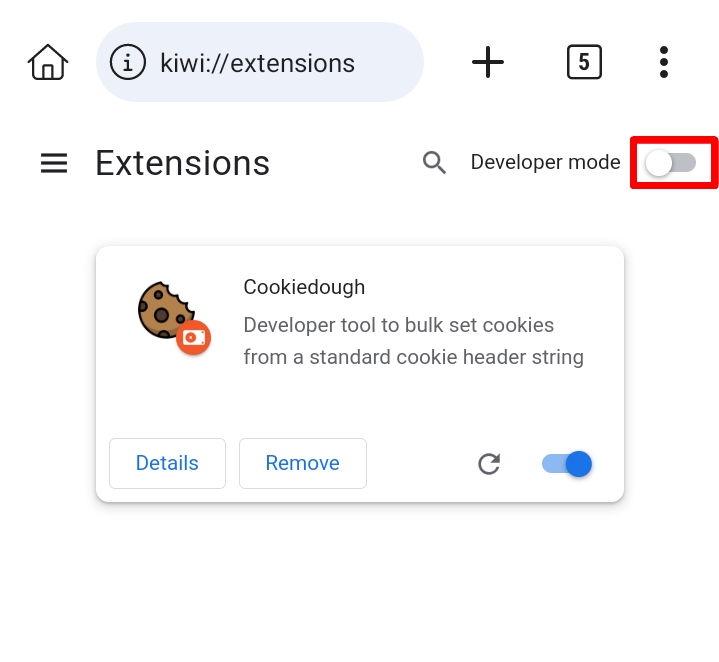 kiwi://extensions
5
Extensions
Developer mode
Cookiedough
Developer tool to bulk set cookies
from a standard cookie header string
Details
Remove